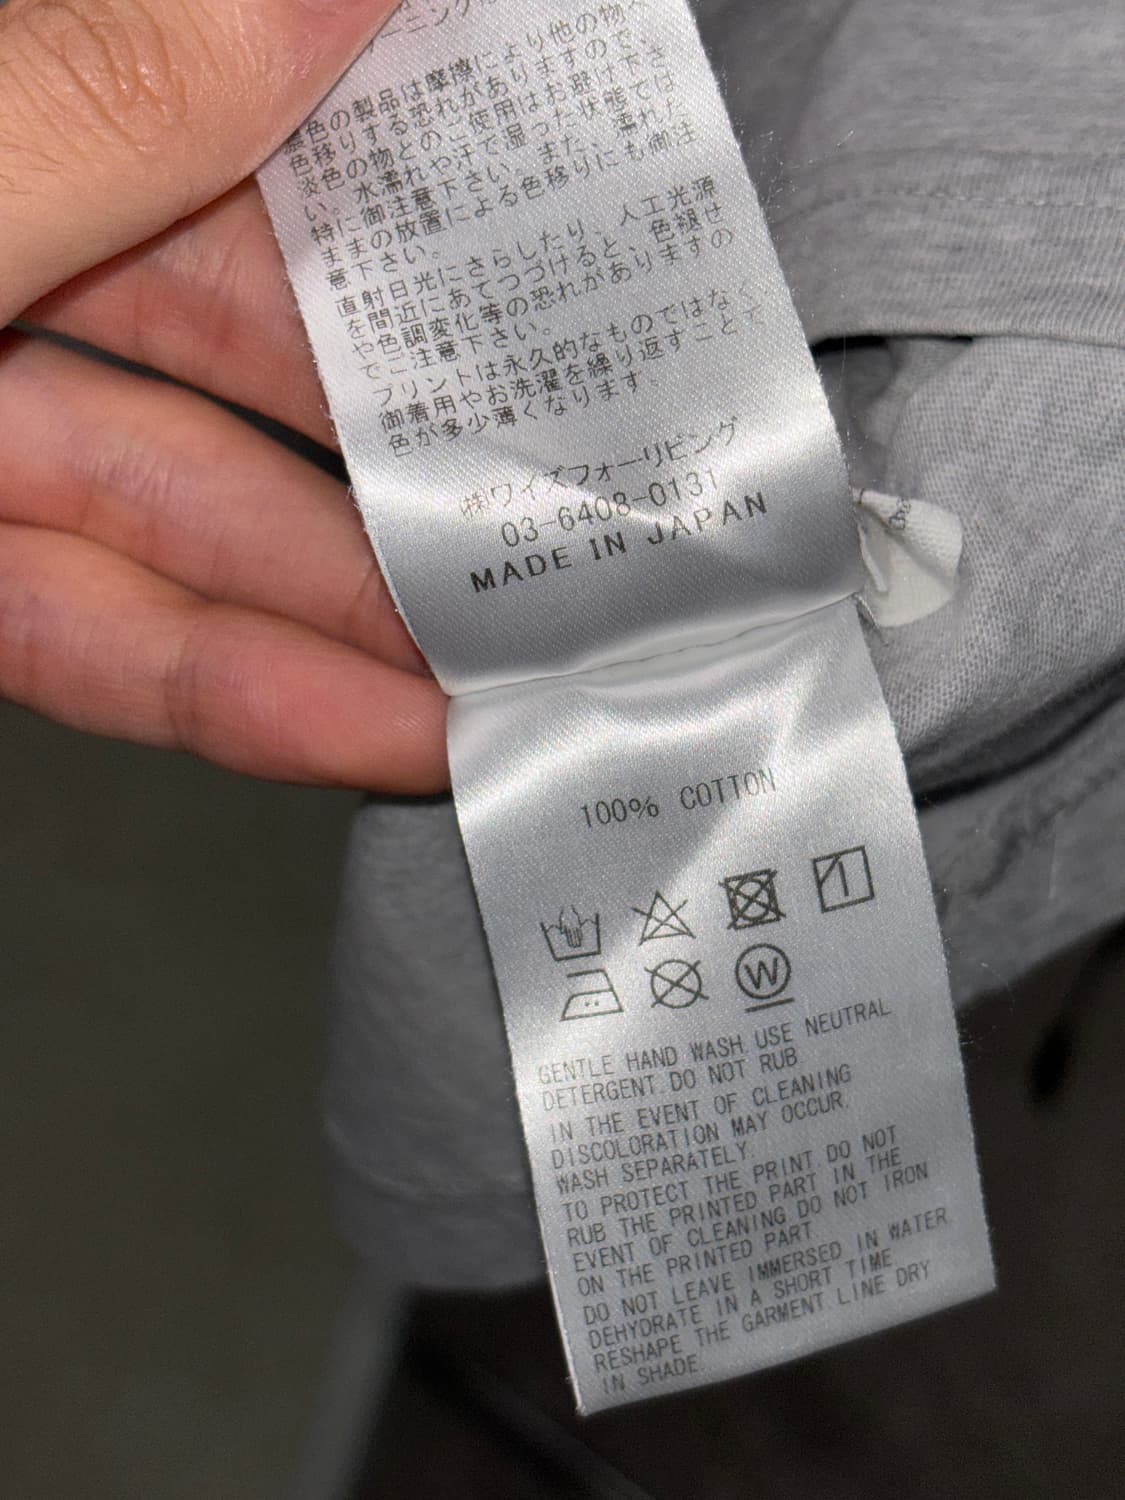 ーニング
濃色の製品は摩擦により他の物へ
色移りする恐れがありますので、
淡色の物とのご使用はお避け下さ
い。水濡れや汗で湿った状態では
特に御注意下さい。また、濡れた
ままの放置による色移りにも御注
意下さい。
直射日光にさらしたり、人工光源
を間近にあてつづけると、色褪せ
や色調変化等の恐れがありますの
でご注意下さい。
プリントは永久的なものではなく
御着用やお洗濯を繰り返すことで
色が多少薄くなります。
㈱ワイズフォーリビング
03-6408-0131
MADE IN JAPAN
100% COTTON
W
GENTLE HAND WASH USE NEUTRAL
DETERGENT.DO NOT RUB.
IN THE EVENT OF CLEANING
DISCOLORATION MAY OCCUR,
WASH SEPARATELY.
TO PROTECT THE PRINT DO NOT
RUB THE PRINTED PART IN THE
EVENT OF CLEANING DO NOT IRON
ON THE PRINTED PART
DO NOT LEAVE IMMERSED IN WATER.
DEHYDRATE IN A SHORT TIME.
RESHAPE THE GARMENT.LINE DRY
IN SHADE.